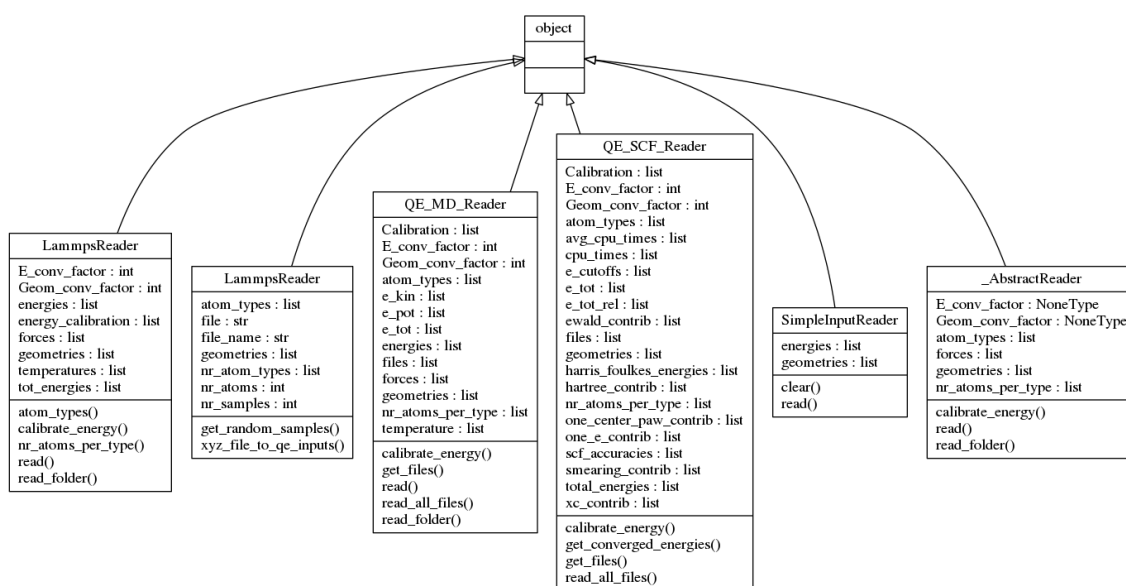 object
LammpsReader
E_conv_factor : int
Geom_conv_factor : int
energies : list
energy_calibration : list
forces : list
geometries : list
temperatures : list
tot_energies : list
atom_types()
calibrate_energy()
nr_atoms_per_type()
read()
read_folder()
LammpsReader
atom_types : list
file : str
file_name : str
geometries : list
nr_atom_types : list
nr_atoms : int
nr_samples : int
get_random_samples()
xyz_file_to_qe_inputs()
QE_MD_Reader
Calibration : list
E_conv_factor : int
Geom_conv_factor : int
atom_types : list
e_kin : list
e_pot : list
e_tot : list
energies : list
files : list
forces : list
geometries : list
nr_atoms_per_type : list
temperature : list
calibrate_energy()
get_files()
read()
read_all_files()
read_folder()
QE_SCF_Reader
Calibration : list
E_conv_factor : int
Geom_conv_factor : int
atom_types : list
avg_cpu_times : list
cpu_times : list
e_cutoffs : list
e_tot : list
e_tot_rel : list
ewald_contrib : list
files : list
geometries : list
harris_foulkes_energies : list
hartree_contrib : list
nr_atoms_per_type : list
one_center_paw_contrib : list
one_e_contrib : list
scf_accuracies : list
smearing_contrib : list
total_energies : list
xc_contrib : list
calibrate_energy()
get_converged_energies()
get_files()
read_all_files()
SimpleInputReader
energies : list
geometries : list
clear()
read()
_AbstractReader
E_conv_factor : NoneType
Geom_conv_factor : NoneType
atom_types : list
forces : list
geometries : list
nr_atoms_per_type : list
calibrate_energy()
read()
read_folder()